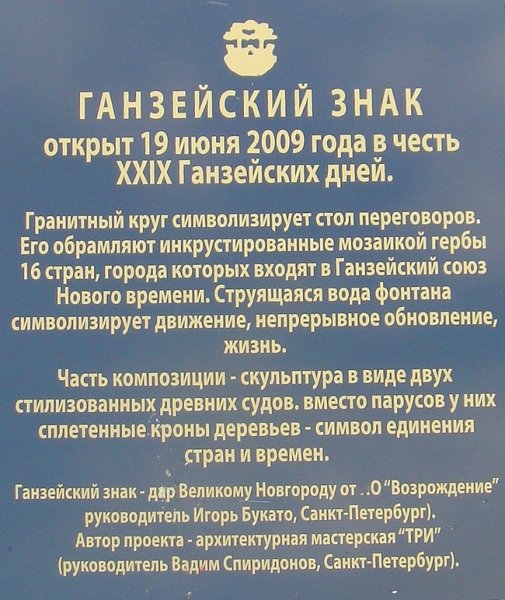 ГАНЗЕЙСКИЙ ЗНАК
открыт 19 июня 2009 года в честь
XXIX Ганзейских дней.
Гранитный круг символизирует стол переговоров.
Его обрамляют инкрустированные мозаикой гербы
16 стран, города которых входят в Ганзейский союз
Нового времени. Струящаяся вода фонтана
символизирует движение, непрерывное обновление,
жизнь.
Часть композиции - скульптура в виде двух
стилизованных древних судов. вместо парусов у них
сплетенные кроны деревьев - символ единения
стран и времен.
Ганзейский знак - дар Великому Новгороду от "Возрождение"
руководитель Игорь Букато, Санкт-Петербург).
Автор проекта - архитектурная мастерская "ТРИ"
(руководитель Вадим Спиридонов, Санкт-Петербург).